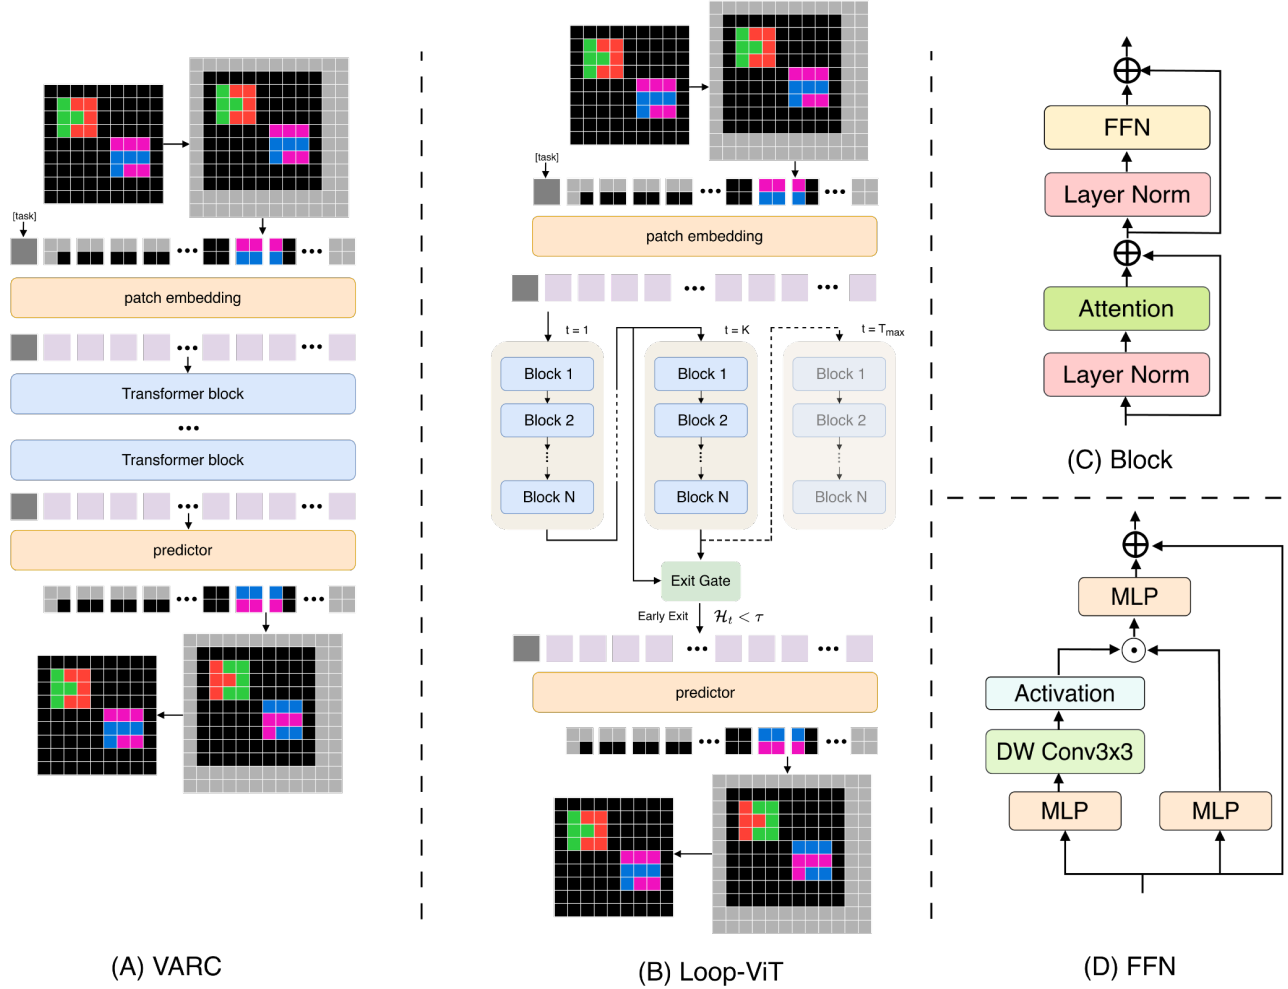 [task]
patch embedding
Transformer block
Transformer block
predictor
(A) VARC
[task]
patch embedding
t = 1
t = K
t = Tmax
Block 1
Block 2
Block N
Block 1
Block 2
Block N
Block 1
Block 2
Block N
Exit Gate
Early Exit
ℋt < τ
predictor
(B) Loop-ViT
FFN
Layer Norm
Attention
Layer Norm
(C) Block
MLP
Activation
DW Conv3x3
MLP
MLP
(D) FFN